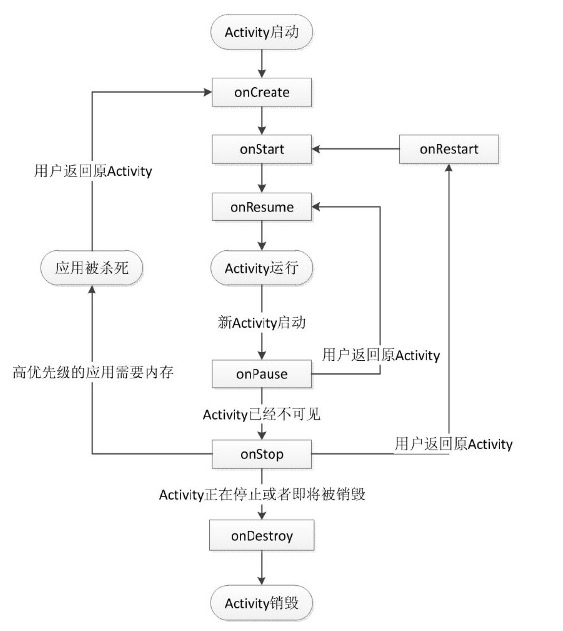 Activity启动
onCreate
onStart
onRestart
用户返回原Activity
onResume
应用被杀死
Activity运行
新Activity启动
用户返回原Activity
高优先级的应用需要内存
onPause
Activity已经不可见
用户返回原Activity
onStop
Activity正在停止或者即将被销毁
onDestroy
Activity销毁